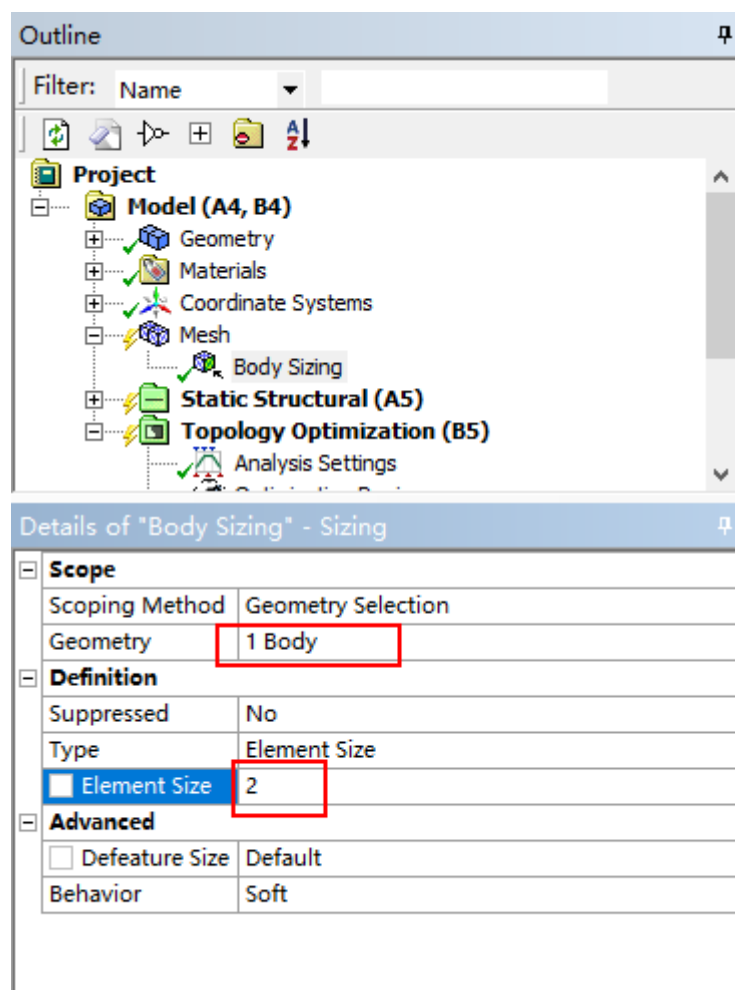 Outline
Filter: Name
Project
Model (A4, B4)
Geometry
Materials
Coordinate Systems
Mesh
Body Sizing
Static Structural (A5)
Topology Optimization (B5)
Analysis Settings
Details of "Body Sizing" - Sizing
Scope
Scoping Method Geometry Selection
Geometry 1 Body
Definition
Suppressed No
Type Element Size
Element Size 2
Advanced
Defeature Size Default
Behavior Soft